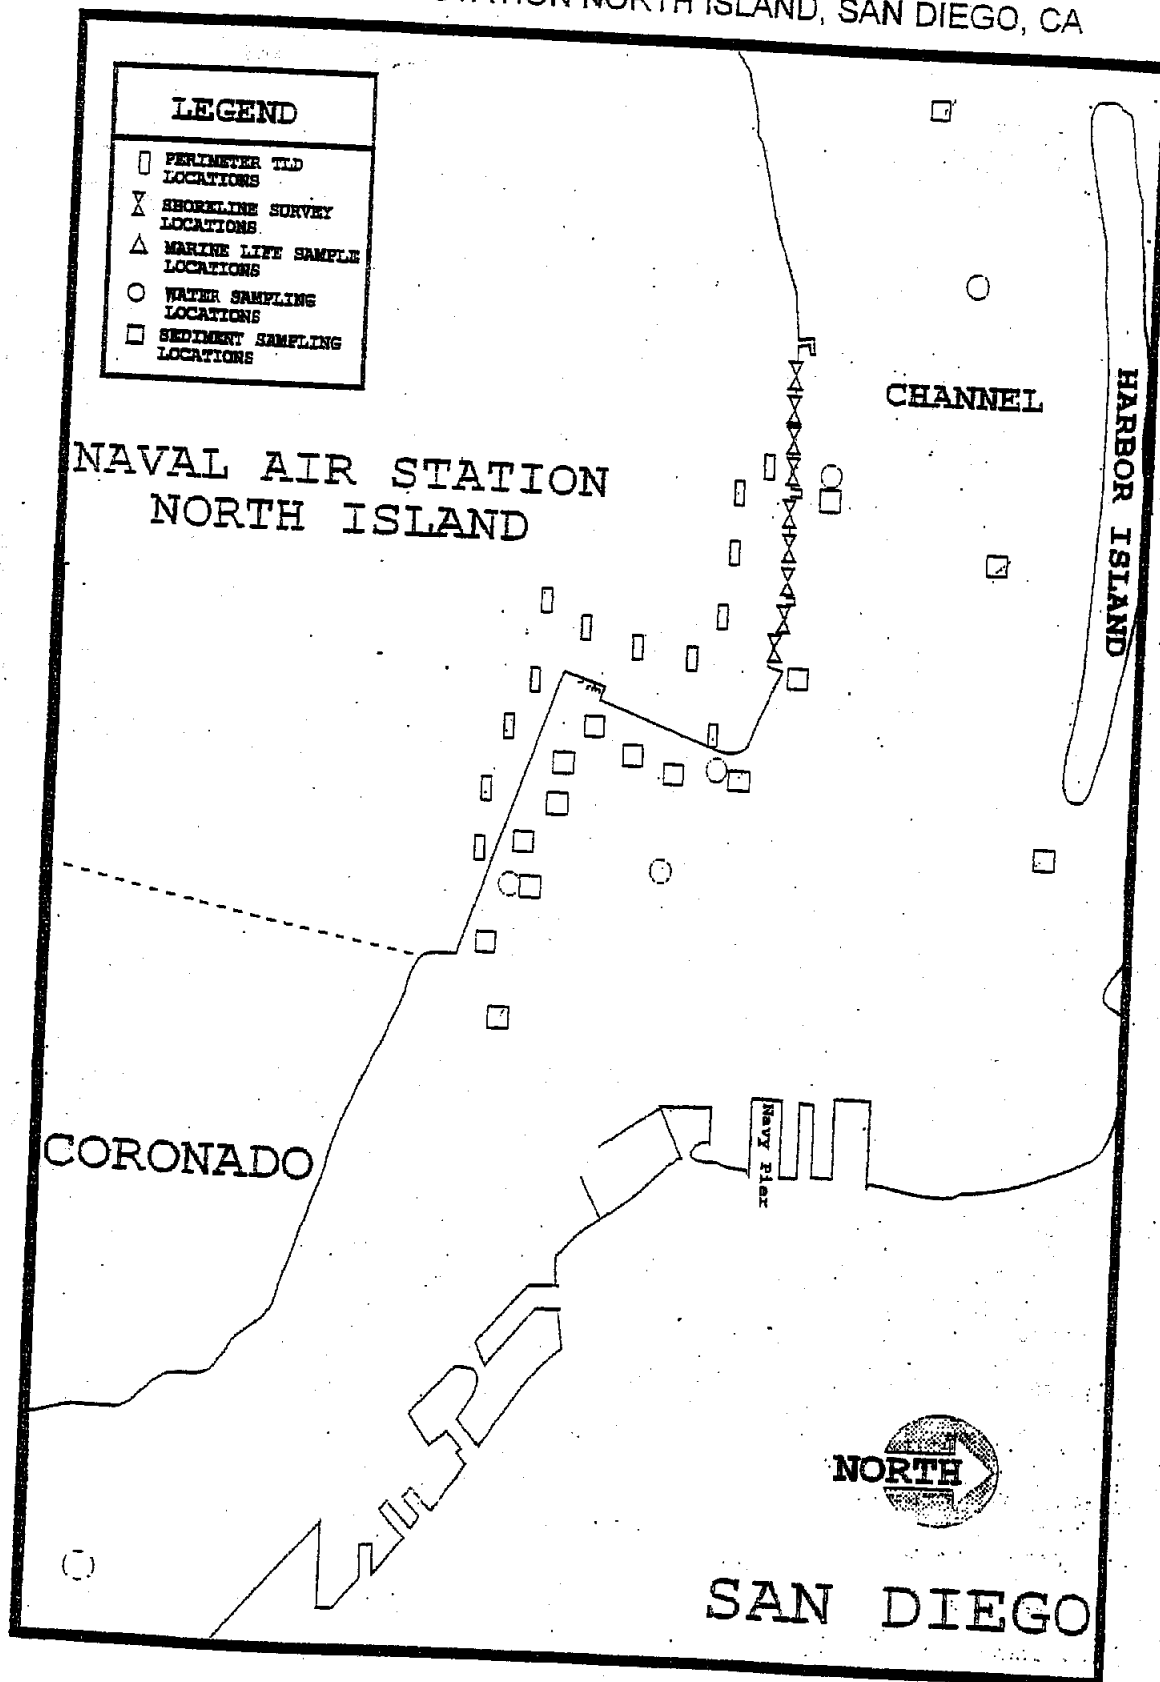 STATION NORTH ISLAND, SAN DIEGO, CA
LEGEND
PERIMETER TLD
LOCATIONS
SHORELINE SURVEY
LOCATIONS
MARINE LIFE SAMPLE
LOCATIONS
WATER SAMPLING
LOCATIONS
SEDIMENT SAMPLING
LOCATIONS
CHANNEL
HARBOR ISLAND
NAVAL AIR STATION
NORTH ISLAND
CORONADO
Navy Pier
NORTH
SAN DIEGO